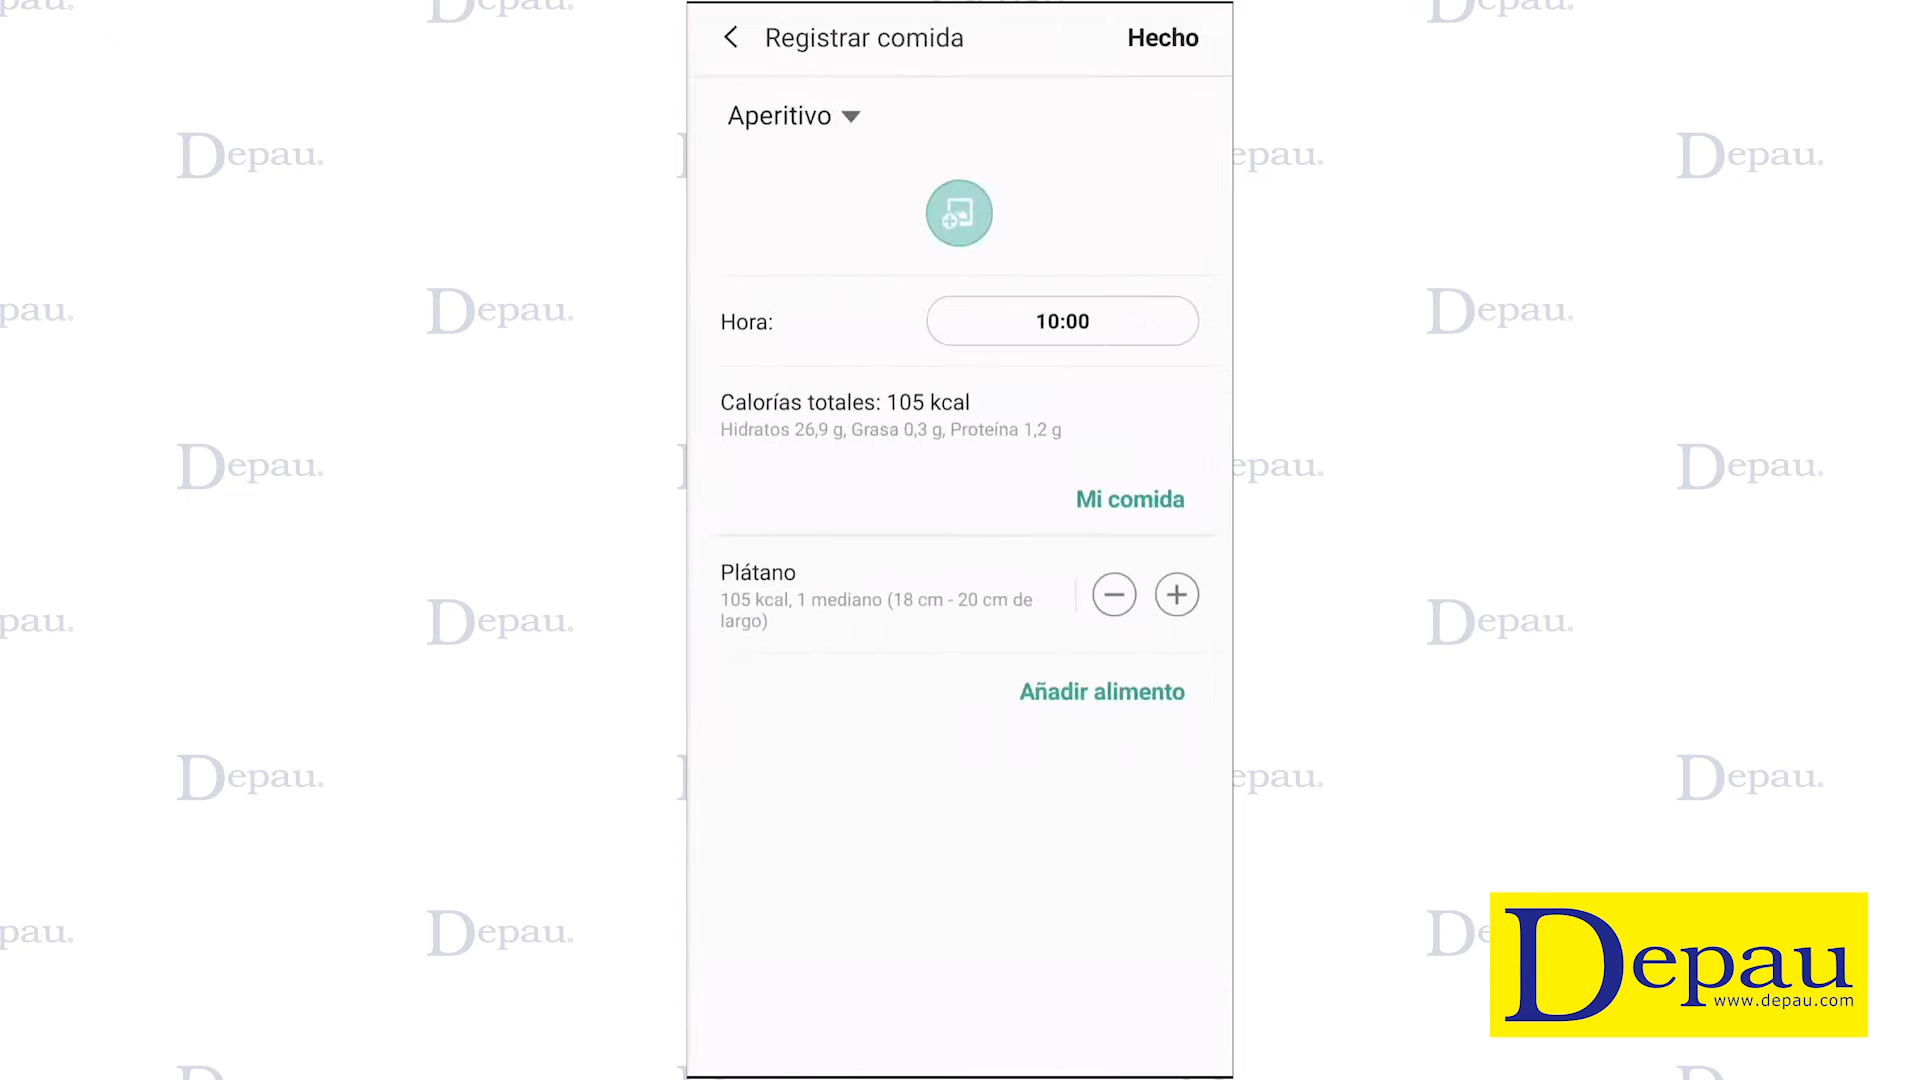 Registrar comida
Hecho
Aperitivo
Hora:
10:00
Calorías totales: 105 kcal
Hidratos 26,9 g, Grasa 0,3 g, Proteína 1,2 g
Mi comida
Plátano
105 kcal, 1 mediano (18 cm - 20 cm de
largo)
Añadir alimento
Depau.
Depau
www.depau.com